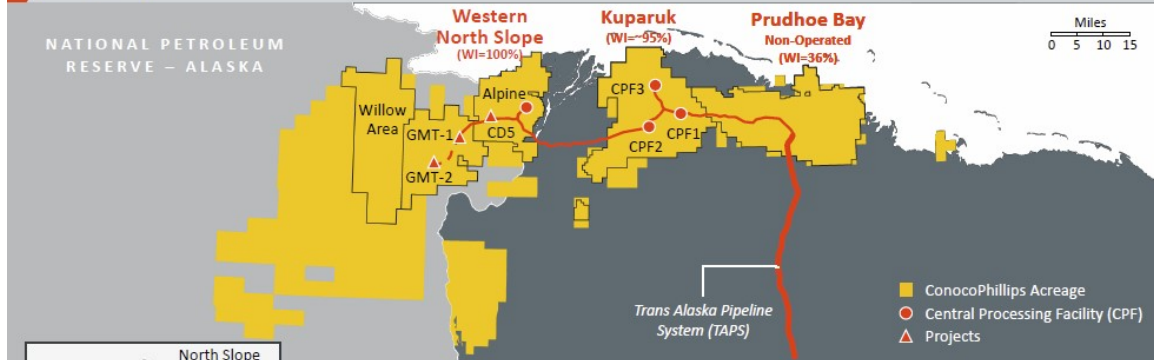 Western
North Slope
(WI=100%)
Kuparuk
(WI=~95%)
Prudhoe Bay
Non-Operated
(WI=36%)
Miles
0 5 10 15
NATIONAL PETROLEUM
RESERVE – ALASKA
Willow
Area
Alpine
CD5
GMT-1
GMT-2
CPF3
CPF1
CPF2
Trans Alaska Pipeline
System (TAPS)
ConocoPhillips Acreage
Central Processing Facility (CPF)
Projects
North Slope